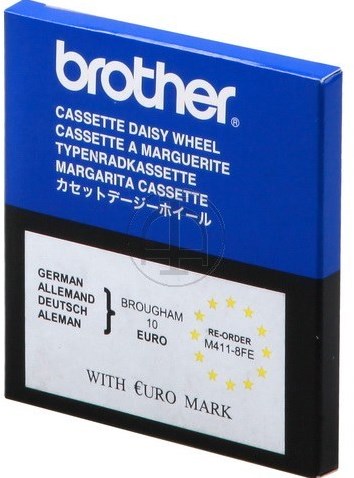 brother®
CASSETTE DAISY WHEEL
CASSETTE A MARGUERITE
TYPENRADKASSETTE
MARGARITA CASSETTE
カセットデージーホイール
GERMAN
ALLEMAND
DEUTSCH
ALEMAN
BROUGHAM
10
EURO
RE-ORDER
M411-8FE
WITH €URO MARK